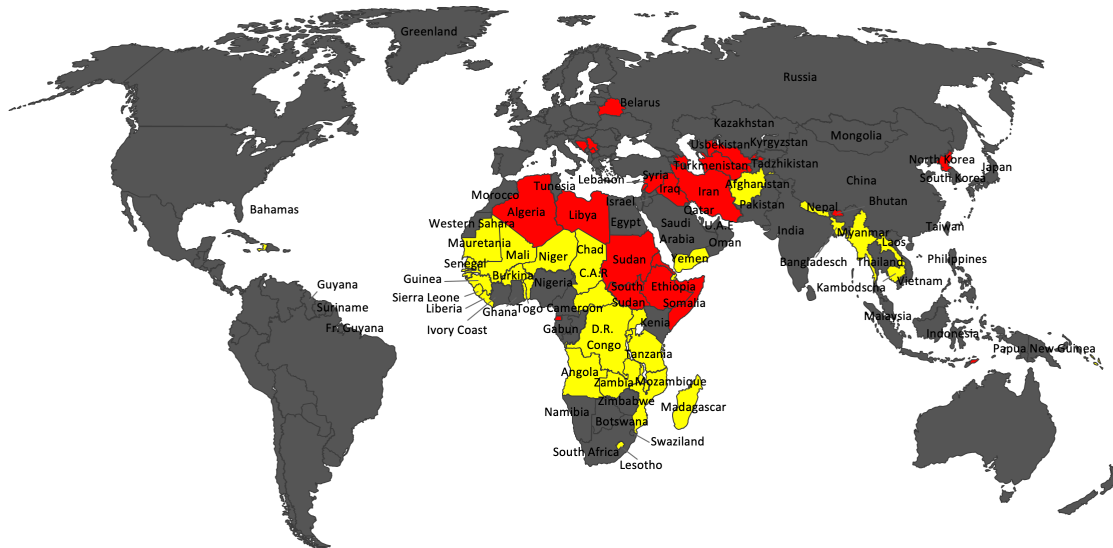 Greenland
Russia
Belarus
Kazakhstan
Mongolia
Usbekistan
Kyrgyzstan
North Korea
Japan
Turkmenistan
Tadzhikistan
South Korea
Lebanon
Syria
Tunesia
Morocco
Iraq
Iran
Afghanistan
China
Israel
Pakistan
Nepal
Bhutan
Bahamas
Algeria
Libya
Egypt
Qatar
Saudi
Arabia
U.A.E
Oman
India
Taiwan
Western Sahara
Mauretania
Mali
Niger
Chad
Sudan
Yemen
Myanmar
Laos
Thailand
Bangladesch
Philippines
Senegal
Guinea
Burkina
Nigeria
C.A.R
South
Sudan
Ethiopia
Somalia
Vietnam
Kambodscha
Guyana
Suriname
Fr. Guyana
Sierra Leone
Liberia
Ghana
Togo
Cameroon
Ivory Coast
Gabun
Kenia
Malaysia
Indonesia
Papua New Guinea
D.R.
Congo
Tanzania
Angola
Zambia
Mozambique
Zimbabwe
Madagascar
Namibia
Botswana
Swaziland
South Africa
Lesotho